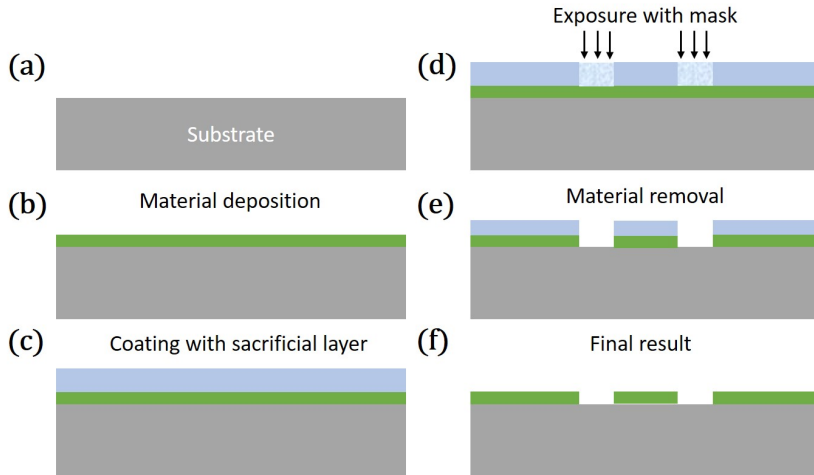 (a)
Substrate
(b)
Material deposition
(c)
Coating with sacrificial layer
Exposure with mask
(d)
(e)
Material removal
(f)
Final result